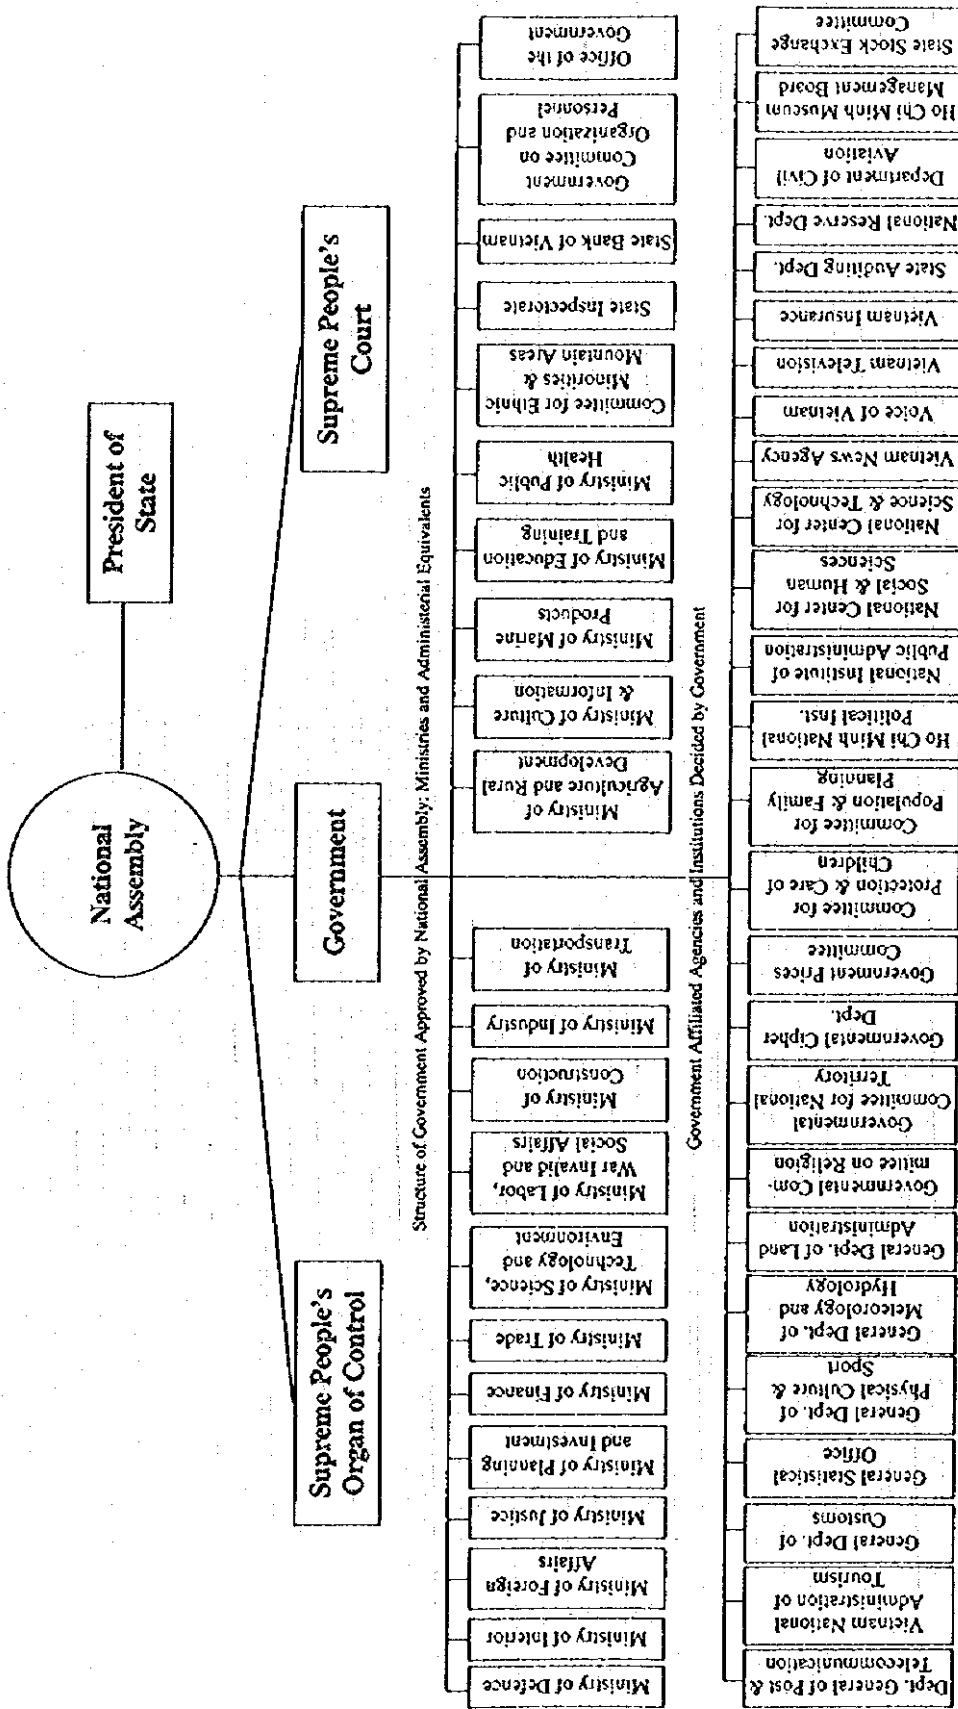 National
Assembly
President of
State
Supreme People's
Organ of Control
Government
Supreme People's
Court
Structure of Government Approved by National Assembly: Ministries and Administerial Equivalents
Ministry of Defence
Ministry of Interior
Ministry of Foreign
Affairs
Ministry of Justice
Ministry of Planning
and Investment
Ministry of Finance
Ministry of Trade
Ministry of Science,
Technology and
Environment
Ministry of Labor,
War Invalid and
Social Affairs
Ministry of
Construction
Ministry of Industry
Ministry of
Transportation
Ministry of
Agriculture and Rural
Development
Ministry of Culture
& Information
Ministry of Marine
Products
Ministry of Education
and Training
Ministry of Public
Health
Committee for Ethnic
Minorities &
Mountain Areas
State Inspectorate
State Bank of Vietnam
Government
Committee on
Organization and
Personnel
Office of the
Government
Government Affiliated Agencies and Institutions Decided by Government
Dept. General of Post &
Telecommunication
Vietnam National
Administration of
Tourism
General Dept. of
Customs
General Statistical
Office
General Dept. of
Physical Culture &
Sport
General Dept. of
Meteorology and
Hydrology
General Dept. of Land
Administration
Governmental Com-
mittee on Religion
Governmental
Committee for National
Territory
Governmental Cipher
Dept.
Government Prices
Committee
Committee for
Protection & Care of
Children
Committee for
Population & Family
Planning
Ho Chi Minh National
Political Inst.
National Institute of
Public Administration
National Center for
Social & Human
Sciences
National Center for
Science & Technology
Vietnam News Agency
Voice of Vietnam
Vietnam Television
Vietnam Insurance
State Auditing Dept.
National Reserve Dept.
Department of Civil
Aviation
Ho Chi Minh Museum
Management Board
State Stock Exchange
Committee